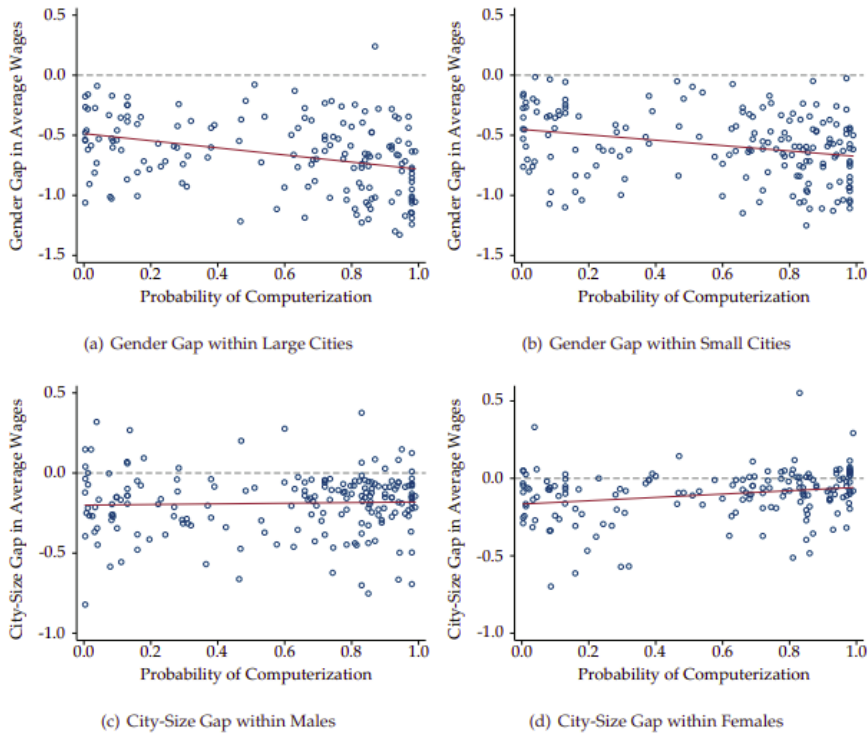 0.5
0.0
-0.5
-1.0
-1.5
Gender Gap in Average Wages
0.0 0.2 0.4 0.6 0.8 1.0
Probability of Computerization
(a) Gender Gap within Large Cities
0.5
0.0
-0.5
-1.0
-1.5
Gender Gap in Average Wages
0.0 0.2 0.4 0.6 0.8 1.0
Probability of Computerization
(b) Gender Gap within Small Cities
0.5
0.0
-0.5
-1.0
City-Size Gap in Average Wages
0.0 0.2 0.4 0.6 0.8 1.0
Probability of Computerization
(c) City-Size Gap within Males
0.5
0.0
-0.5
-1.0
City-Size Gap in Average Wages
0.0 0.2 0.4 0.6 0.8 1.0
Probability of Computerization
(d) City-Size Gap within Females